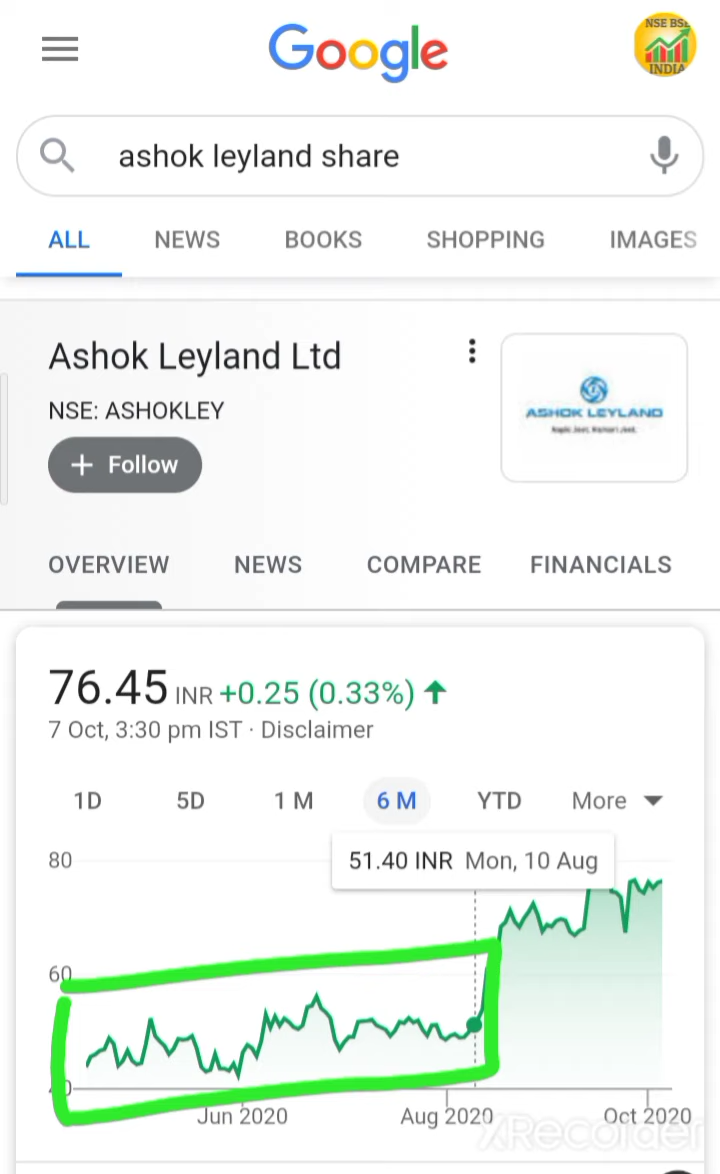 Google
NSE BSE
INDIA
ashok leyland share
ALL NEWS BOOKS SHOPPING IMAGES
Ashok Leyland Ltd
NSE: ASHOKLEY
+ Follow
ASHOK LEYLAND
OVERVIEW NEWS COMPARE FINANCIALS
76.45 INR +0.25 (0.33%)
7 Oct, 3:30 pm IST · Disclaimer
1D 5D 1 M 6 M YTD More
51.40 INR Mon, 10 Aug
80
60
Jun 2020 Aug 2020 Oct 2020
XRecorder